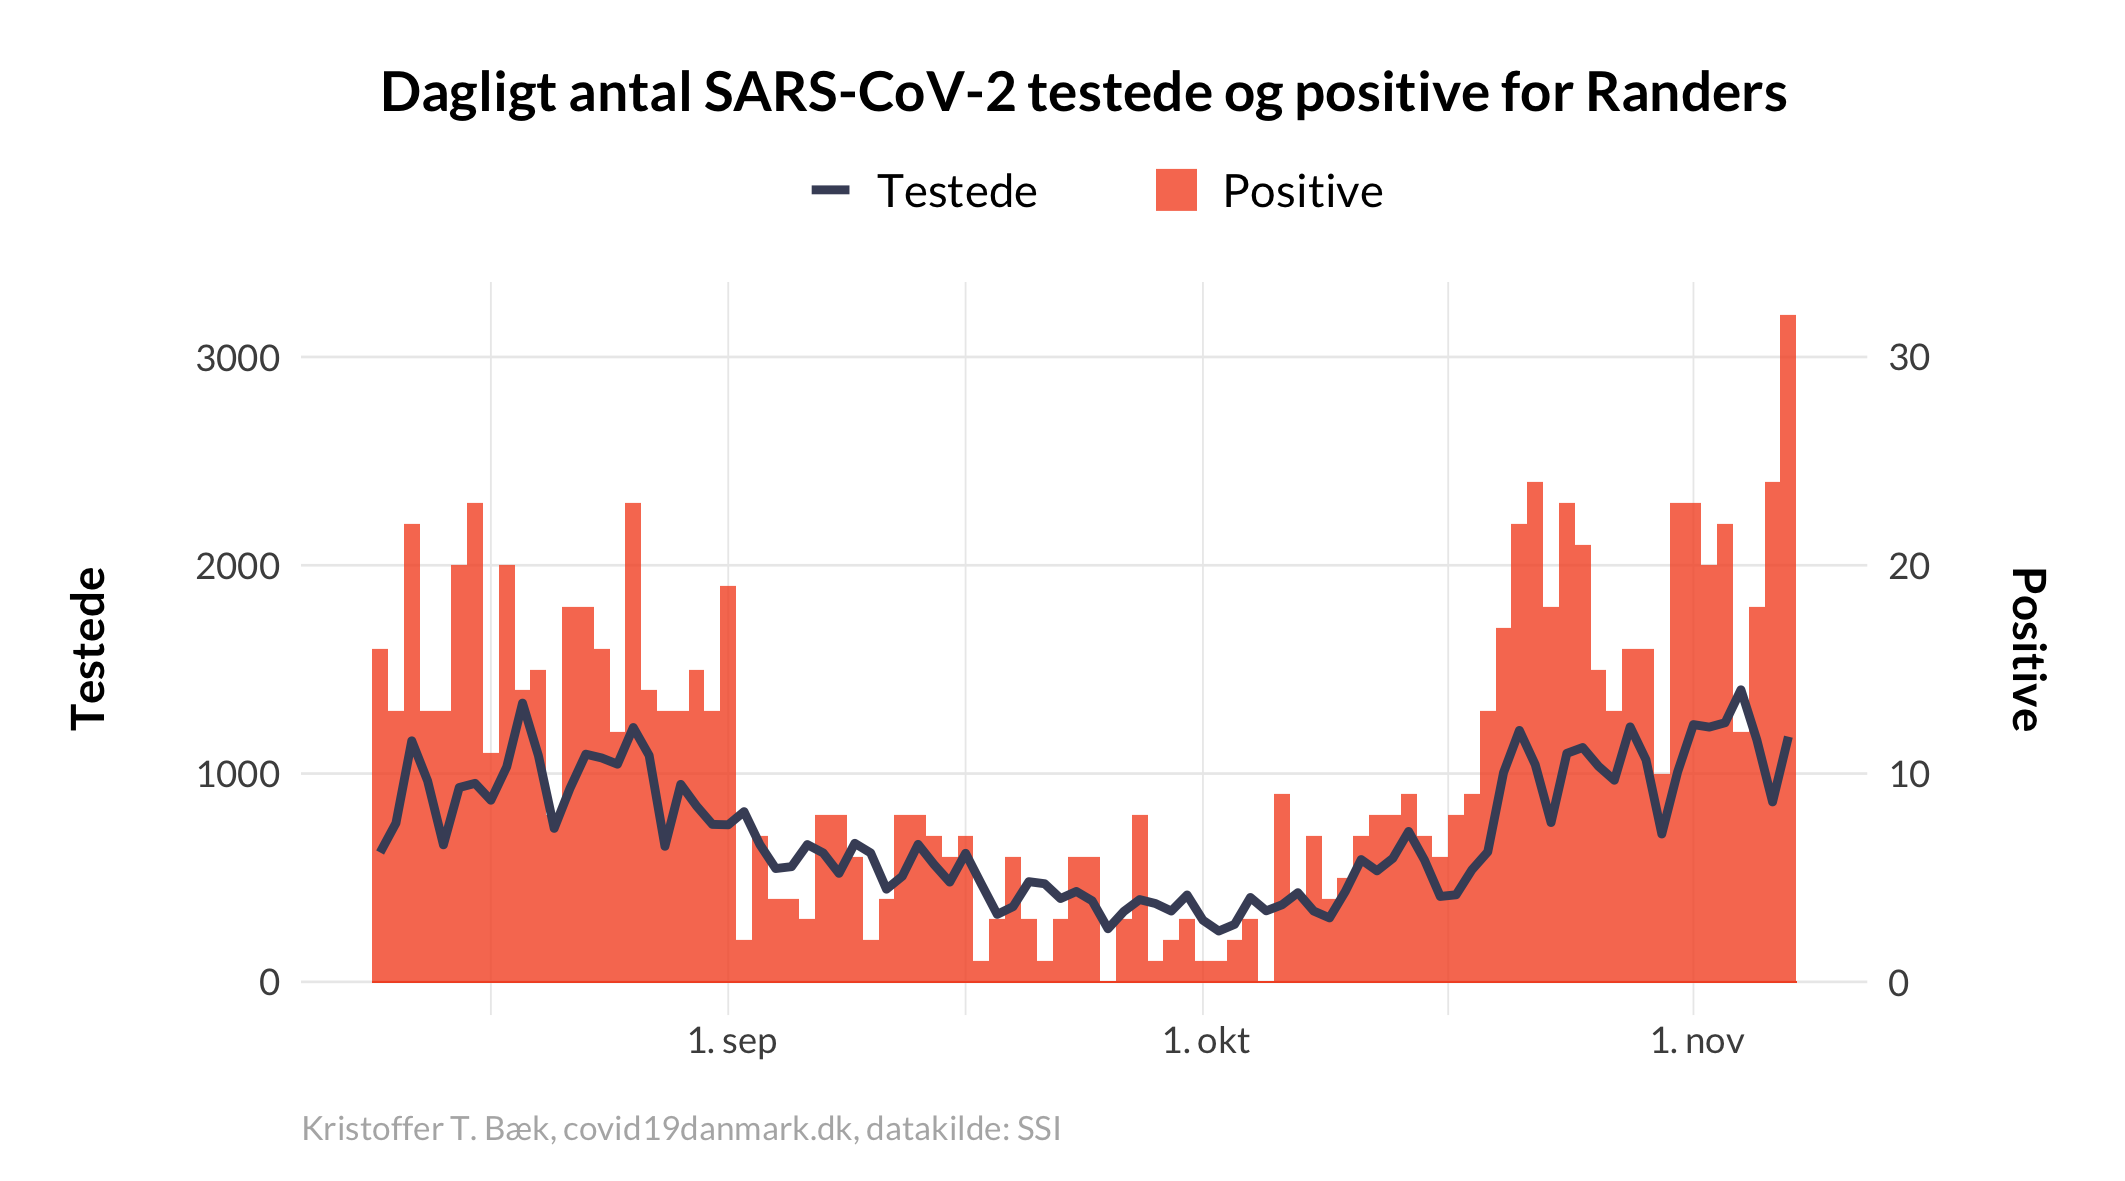 Dagligt antal SARS-CoV-2 testede og positive for Randers
Testede
Positive
3000
2000
1000
0
30
20
10
0
Testede
Positive
1. sep
1. okt
1. nov
Kristoffer T. Bæk, covid19danmark.dk, datakilde: SSI